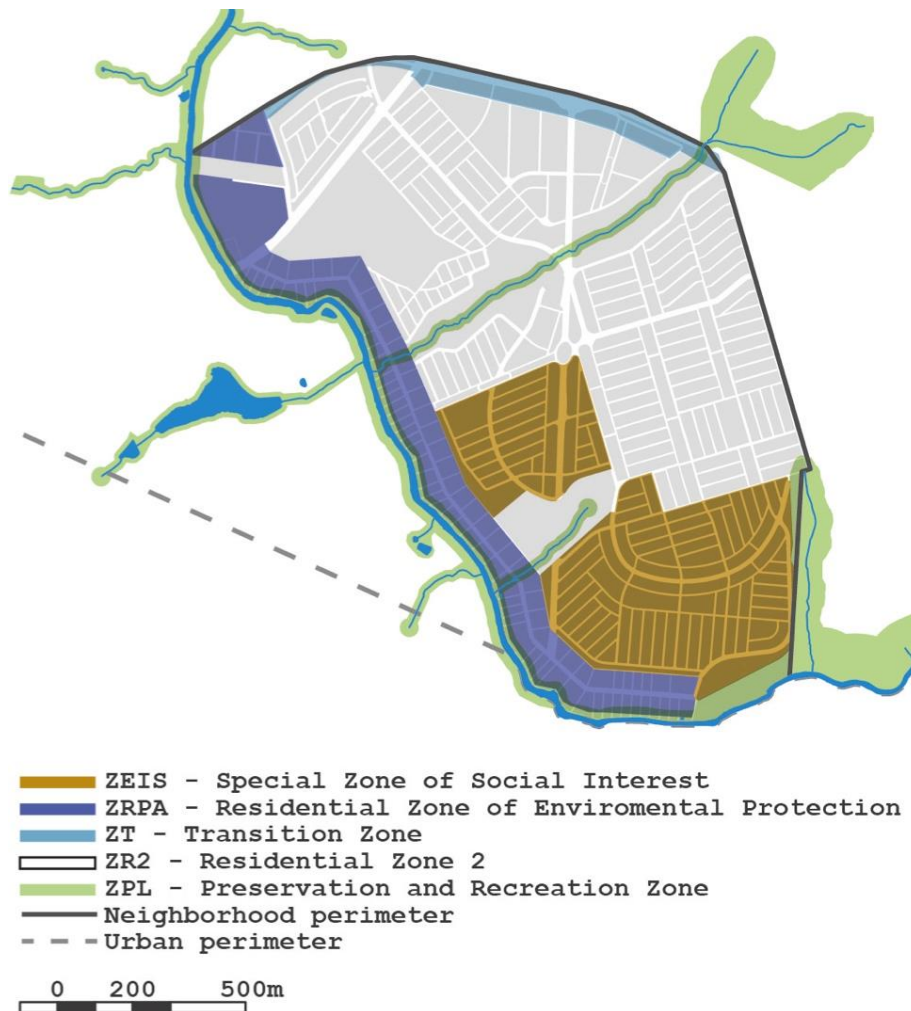 ZEIS - Special Zone of Social Interest
ZRPA - Residential Zone of Enviromental Protection
ZT - Transition Zone
ZR2 - Residential Zone 2
ZPL - Preservation and Recreation Zone
Neighborhood perimeter
Urban perimeter
0 200 500m